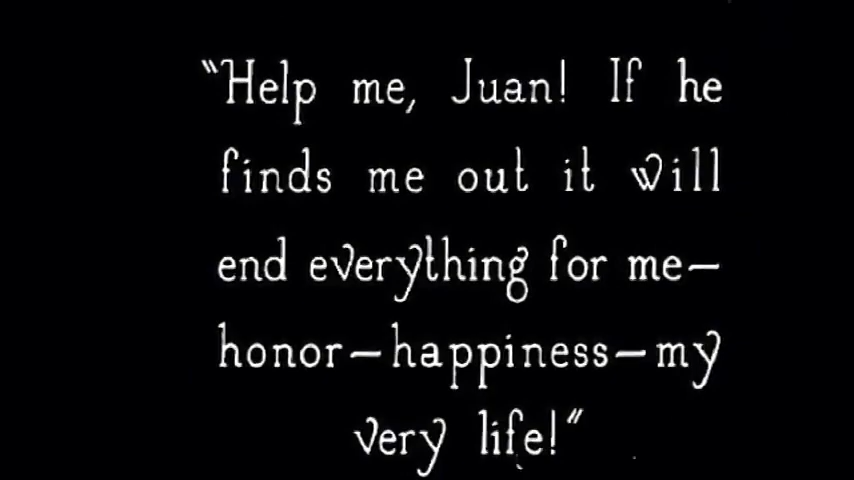 "Help me, Juan! If he
finds me out it will
end everything for me—
honor—happiness—my
very life!"